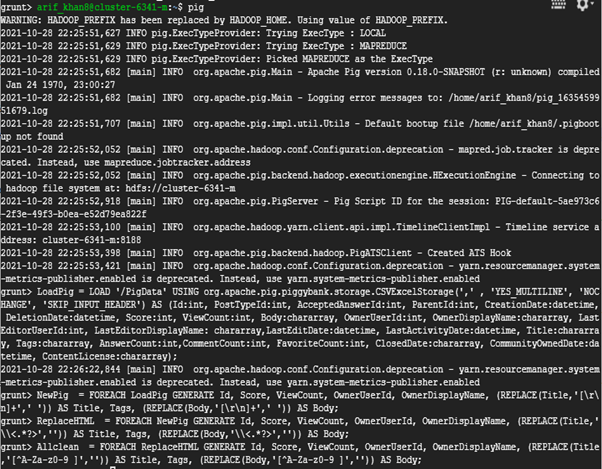 grunt> arif_khan8@cluster-6341-m:~$ pig
WARNING: HADOOP_PREFIX has been replaced by HADOOP_HOME. Using value of HADOOP_PREFIX.
2021-10-28 22:25:51,627 INFO pig.ExecTypeProvider: Trying ExecType : LOCAL
2021-10-28 22:25:51,629 INFO pig.ExecTypeProvider: Trying ExecType : MAPREDUCE
2021-10-28 22:25:51,629 INFO pig.ExecTypeProvider: Picked MAPREDUCE as the ExecType
2021-10-28 22:25:51,682 [main] INFO  org.apache.pig.Main - Apache Pig version 0.18.0-SNAPSHOT (r: unknown) compiled
 Jan 24 1970, 23:00:27
2021-10-28 22:25:51,682 [main] INFO  org.apache.pig.Main - Logging error messages to: /home/arif_khan8/pig_16354599
51679.log
2021-10-28 22:25:51,707 [main] INFO  org.apache.pig.impl.util.Utils - Default bootup file /home/arif_khan8/.pigboot
up not found
2021-10-28 22:25:52,052 [main] INFO  org.apache.hadoop.conf.Configuration.deprecation - mapred.job.tracker is depre
cated. Instead, use mapreduce.jobtracker.address
2021-10-28 22:25:52,052 [main] INFO  org.apache.pig.backend.hadoop.executionengine.HExecutionEngine - Connecting to
 hadoop file system at: hdfs://cluster-6341-m
2021-10-28 22:25:52,918 [main] INFO  org.apache.pig.PigServer - Pig Script ID for the session: PIG-default-5ae973c6
-2f3e-49f3-b0ea-e52d79ea822f
2021-10-28 22:25:53,100 [main] INFO  org.apache.hadoop.yarn.client.api.impl.TimelineClientImpl - Timeline service a
ddress: cluster-6341-m:8188
2021-10-28 22:25:53,398 [main] INFO  org.apache.pig.backend.hadoop.PigATSClient - Created ATS Hook
2021-10-28 22:25:53,421 [main] INFO  org.apache.hadoop.conf.Configuration.deprecation - yarn.resourcemanager.system
-metrics-publisher.enabled is deprecated. Instead, use yarn.system-metrics-publisher.enabled
grunt> LoadPig = LOAD '/PigData' USING org.apache.pig.piggybank.storage.CSVExcelStorage(',' , 'YES_MULTILINE', 'NOC
HANGE', 'SKIP_INPUT_HEADER') AS (Id:int, PostTypeId:int, AcceptedAnswerId:int, ParentId:int, CreationDate:datetime,
 DeletionDate:datetime, Score:int, ViewCount:int, Body:chararray, OwnerUserId:int, OwnerDisplayName:chararray, Last
EditorUserId:int, LastEditorDisplayName: chararray,LastEditDate:datetime, LastActivityDate:datetime, Title:chararra
y, Tags:chararray, AnswerCount:int,CommentCount:int, FavoriteCount:int, ClosedDate:chararray, CommunityOwnedDate:da
tetime, ContentLicense:chararray);
2021-10-28 22:26:22,844 [main] INFO  org.apache.hadoop.conf.Configuration.deprecation - yarn.resourcemanager.system
-metrics-publisher.enabled is deprecated. Instead, use yarn.system-metrics-publisher.enabled
grunt> NewPig  = FOREACH LoadPig GENERATE Id, Score, ViewCount, OwnerUserId, OwnerDisplayName, (REPLACE(Title,'[\r\
n]+',' ')) AS Title, Tags, (REPLACE(Body,'[\r\n]+',' ')) AS Body;
grunt> ReplaceHTML  = FOREACH NewPig GENERATE Id, Score, ViewCount, OwnerUserId, OwnerDisplayName, (REPLACE(Title,'
\\<.*?>','')) AS Title, Tags, (REPLACE(Body,'\\<.*?>','')) AS Body;
grunt> Allclean  = FOREACH ReplaceHTML GENERATE Id, Score, ViewCount, OwnerUserId, OwnerDisplayName, (REPLACE(Title
,'[^A-Za-z0-9 ]','')) AS Title, Tags, (REPLACE(Body,'[^A-Za-z0-9 ]','')) AS Body;